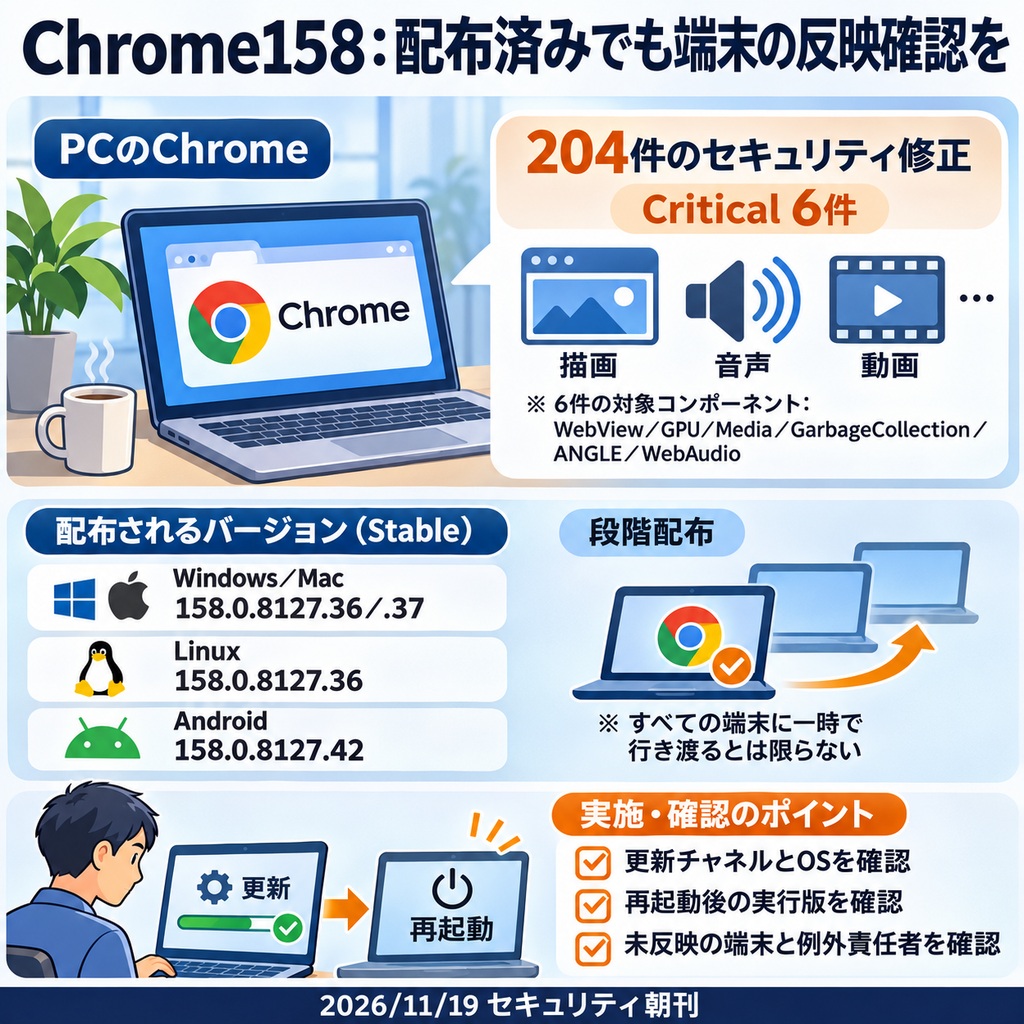 Chrome158：配布済みでも端末の反映確認を
PCのChrome
Chrome
204件のセキュリティ修正
Critical 6件
描画
音声
動画
…
※ 6件の対象コンポーネント：
WebView／GPU／Media／GarbageCollection／
ANGLE／WebAudio
配布されるバージョン（Stable）
Windows／Mac
158.0.8127.36／.37
Linux
158.0.8127.36
Android
158.0.8127.42
段階配布
※ すべての端末に一時で
行き渡るとは限らない
更新
再起動
実施・確認のポイント
更新チャネルとOSを確認
再起動後の実行版を確認
未反映の端末と例外責任者を確認
2026/11/19 セキュリティ朝刊